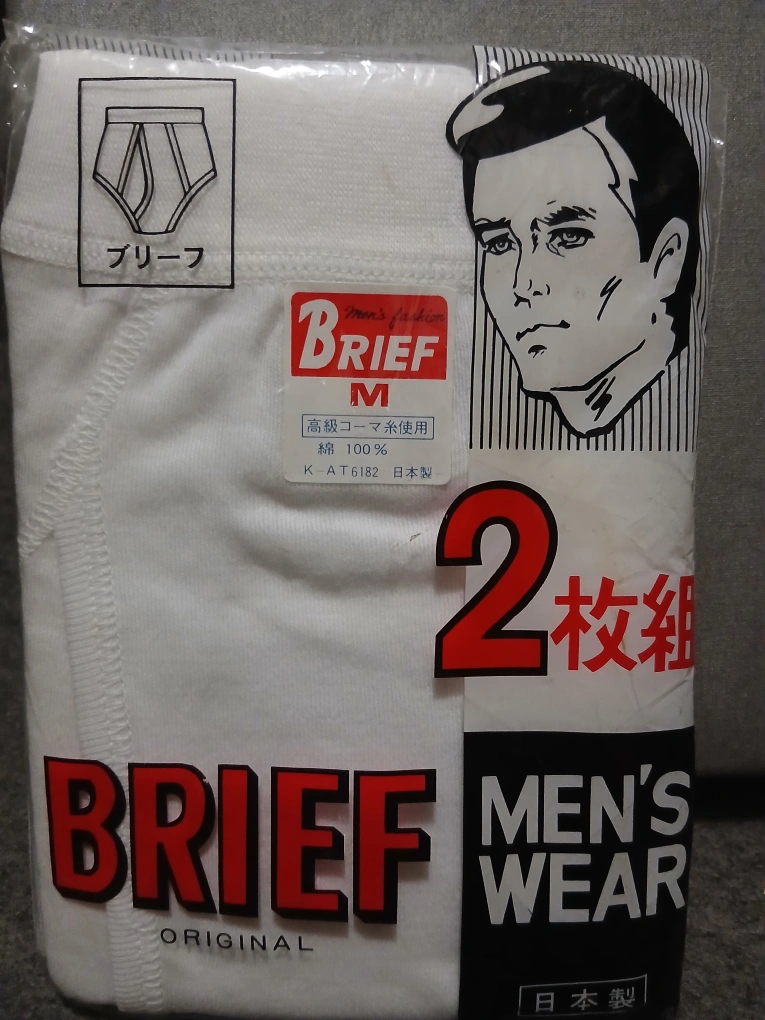 ブリーフ
Men's fashion
BRIEF
M
高級コーマ糸使用
綿 100%
K-AT6182 日本製
2枚組
BRIEF
ORIGINAL
MEN'S
WEAR
日本製